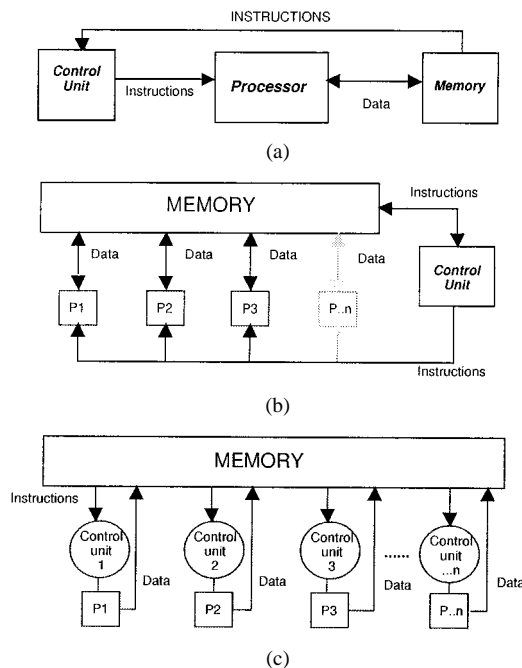 INSTRUCTIONS
Control
Unit
Instructions
Processor
Data
Memory
(a)
MEMORY
Instructions
Data
Data
Data
Data
Control
Unit
P1
P2
P3
P..n
Instructions
(b)
MEMORY
Instructions
Control
unit
1
Control
unit
2
Control
unit
3
......
Control
unit
...n
Data
Data
Data
Data
P1
P2
P3
P..n
(c)